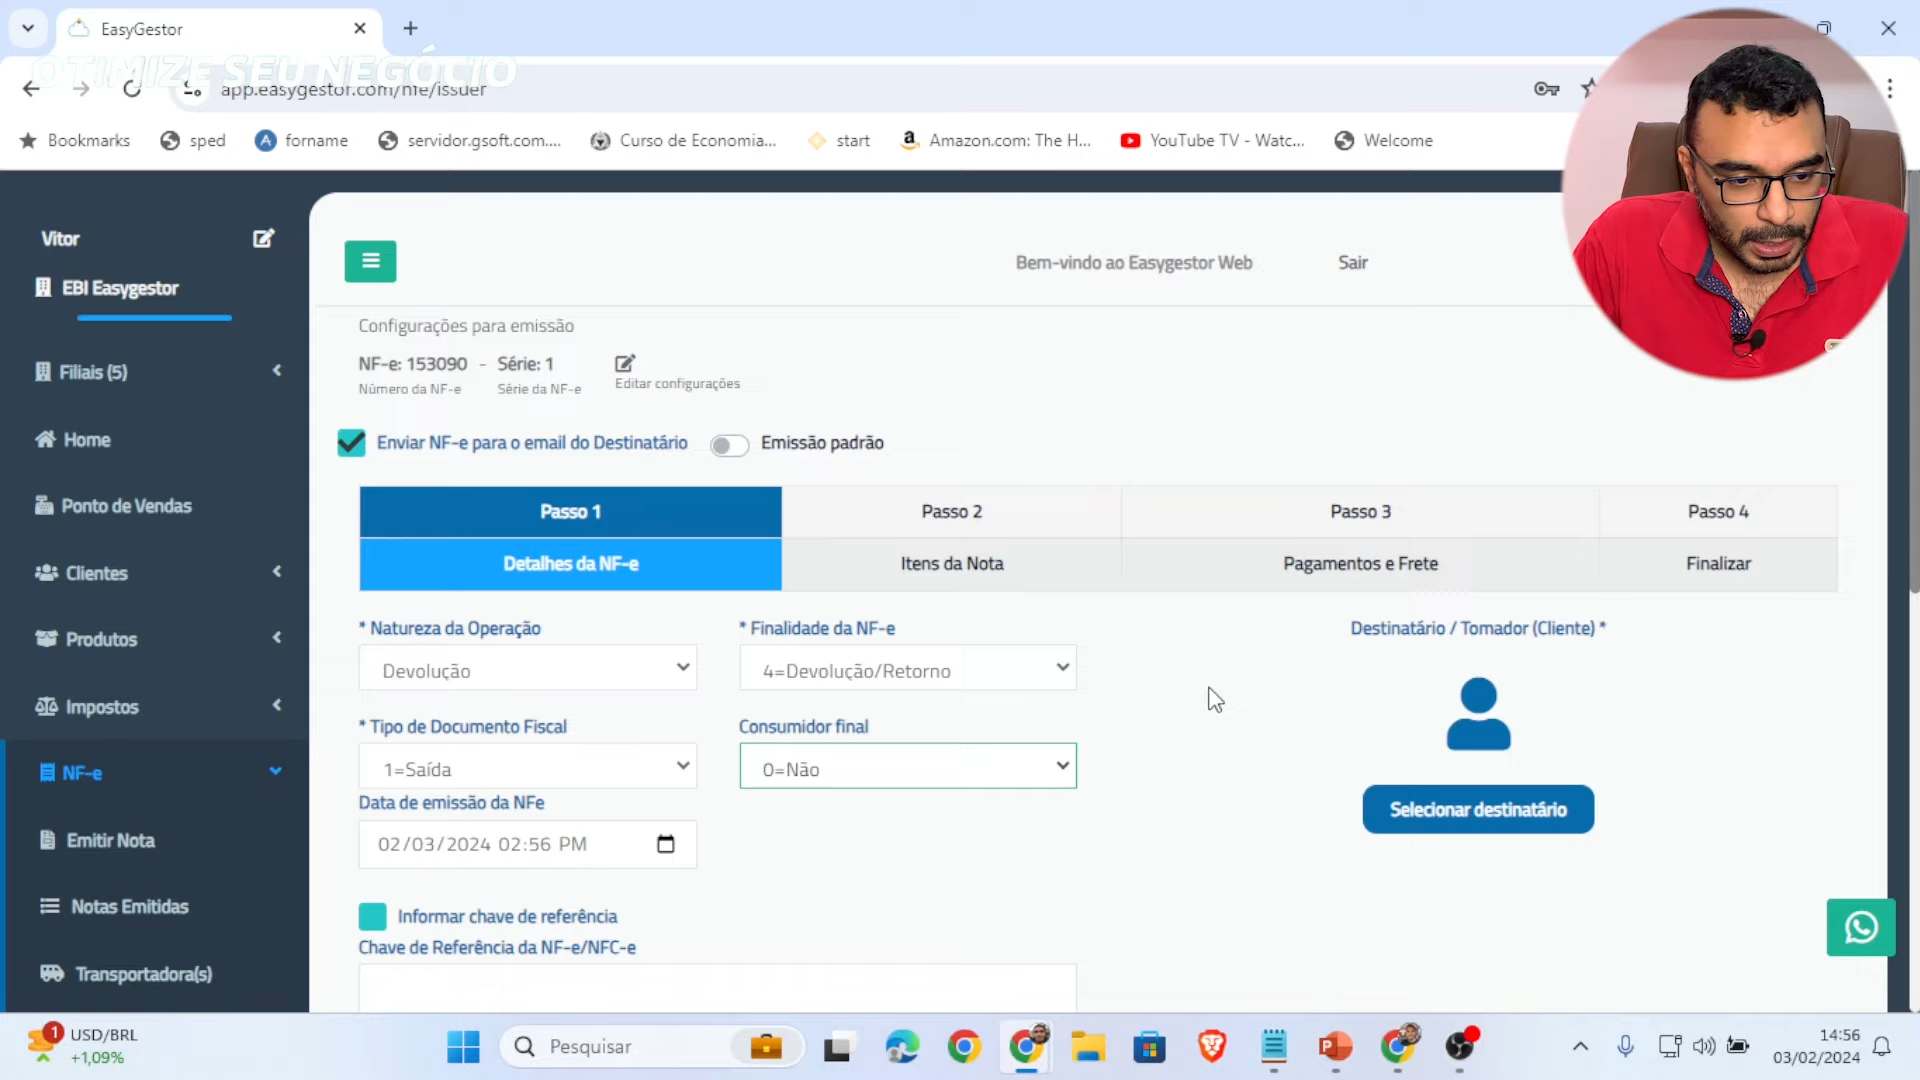 EasyGestor
OTIMIZE SEU NEGÓCIO
app.easygestor.com/nfe/issuer
Bookmarks
sped
forname
servidor.gsoft.com....
Curso de Economia...
start
Amazon.com: The H...
YouTube TV - Watc...
Welcome
Vitor
EBI Easygestor
Filiais (5)
Home
Ponto de Vendas
Clientes
Produtos
Impostos
NF-e
Emitir Nota
Notas Emitidas
Transportadora(s)
Bem-vindo ao Easygestor Web
Sair
Configurações para emissão
NF-e: 153090 - Série: 1
Número da NF-e
Série da NF-e
Editar configurações
Enviar NF-e para o email do Destinatário
Emissão padrão
Passo 1
Passo 2
Passo 3
Passo 4
Detalhes da NF-e
Itens da Nota
Pagamentos e Frete
Finalizar
* Natureza da Operação
* Finalidade da NF-e
Destinatário / Tomador (Cliente) *
Devolução
4=Devolução/Retorno
* Tipo de Documento Fiscal
Consumidor final
1=Saída
0=Não
Data de emissão da NFe
Selecionar destinatário
02/03/2024 02:56 PM
Informar chave de referência
Chave de Referência da NF-e/NFC-e
1
USD/BRL
+1,09%
Pesquisar
14:56
03/02/2024